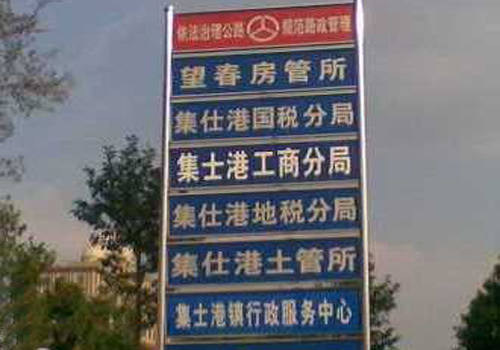 依法治理公路 规范路政管理
望春房管所
集仕港国税分局
集士港工商分局
集仕港地税分局
集仕港土管所
集士港镇行政服务中心